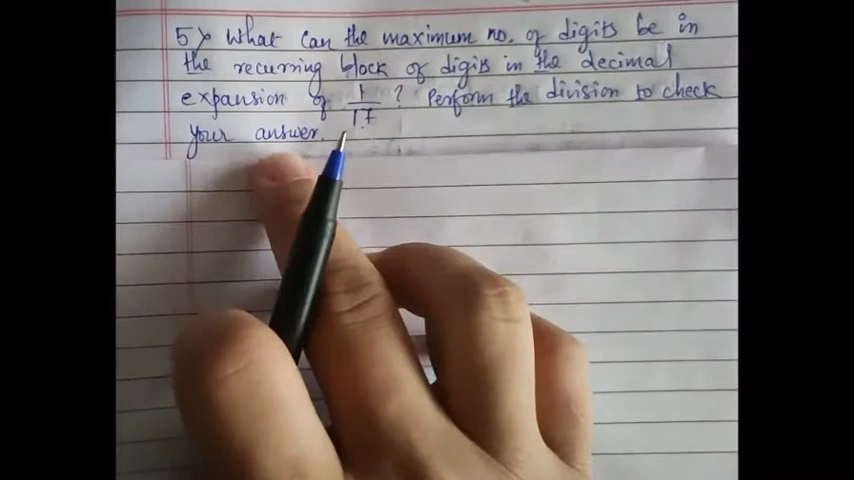 5> What can the maximum no. of digits be in
the recurring block of digits in the decimal
expansion of 1/17? Perform the division to check
your answer.